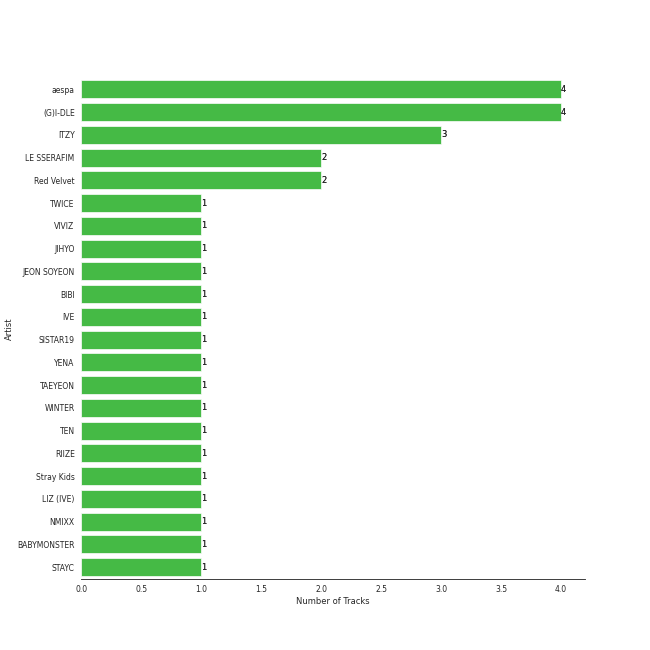 aespa 4
(G)I-DLE 4
ITZY 3
LE SSERAFIM 2
Red Velvet 2
TWICE 1
VIVIZ 1
JIHYO 1
JEON SOYEON 1
BIBI 1
IVE 1
SISTAR19 1
YENA 1
TAEYEON 1
WINTER 1
TEN 1
RIIZE 1
Stray Kids 1
LIZ (IVE) 1
NMIXX 1
BABYMONSTER 1
STAYC 1
Artist
0.0 0.5 1.0 1.5 2.0 2.5 3.0 3.5 4.0
Number of Tracks